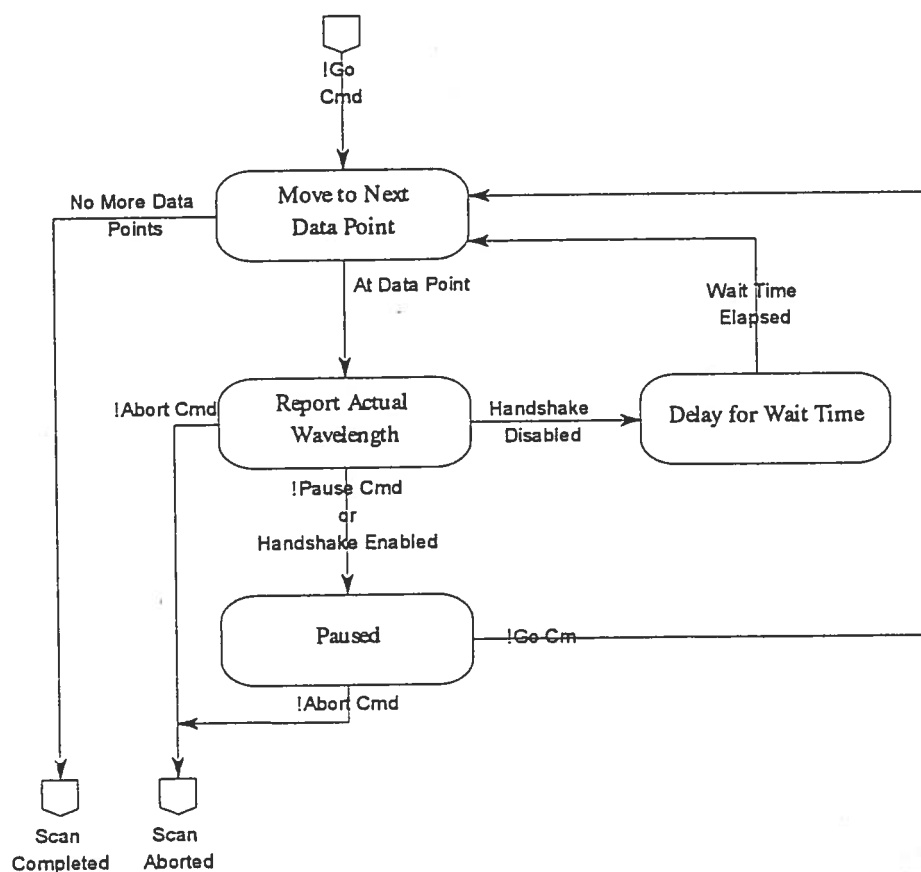 !Go
Cmd
Move to Next
Data Point
No More Data
Points
At Data Point
Wait Time
Elapsed
!Abort Cmd
Report Actual
Wavelength
Handshake
Disabled
Delay for Wait Time
!Pause Cmd
or
Handshake Enabled
Paused
!Go Cm
!Abort Cmd
Scan
Completed
Scan
Aborted